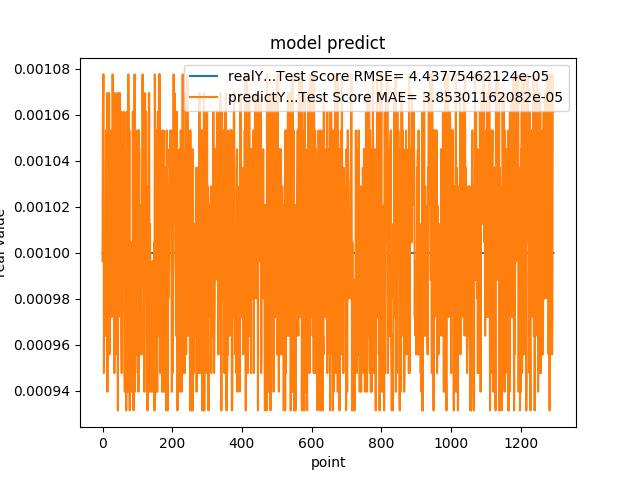 model predict
realY...Test Score RMSE= 4.43775462124e-05
predictY...Test Score MAE= 3.85301162082e-05
0.00108
0.00106
0.00104
0.00102
0.00100
0.00098
0.00096
0.00094
real value
0 200 400 600 800 1000 1200
point